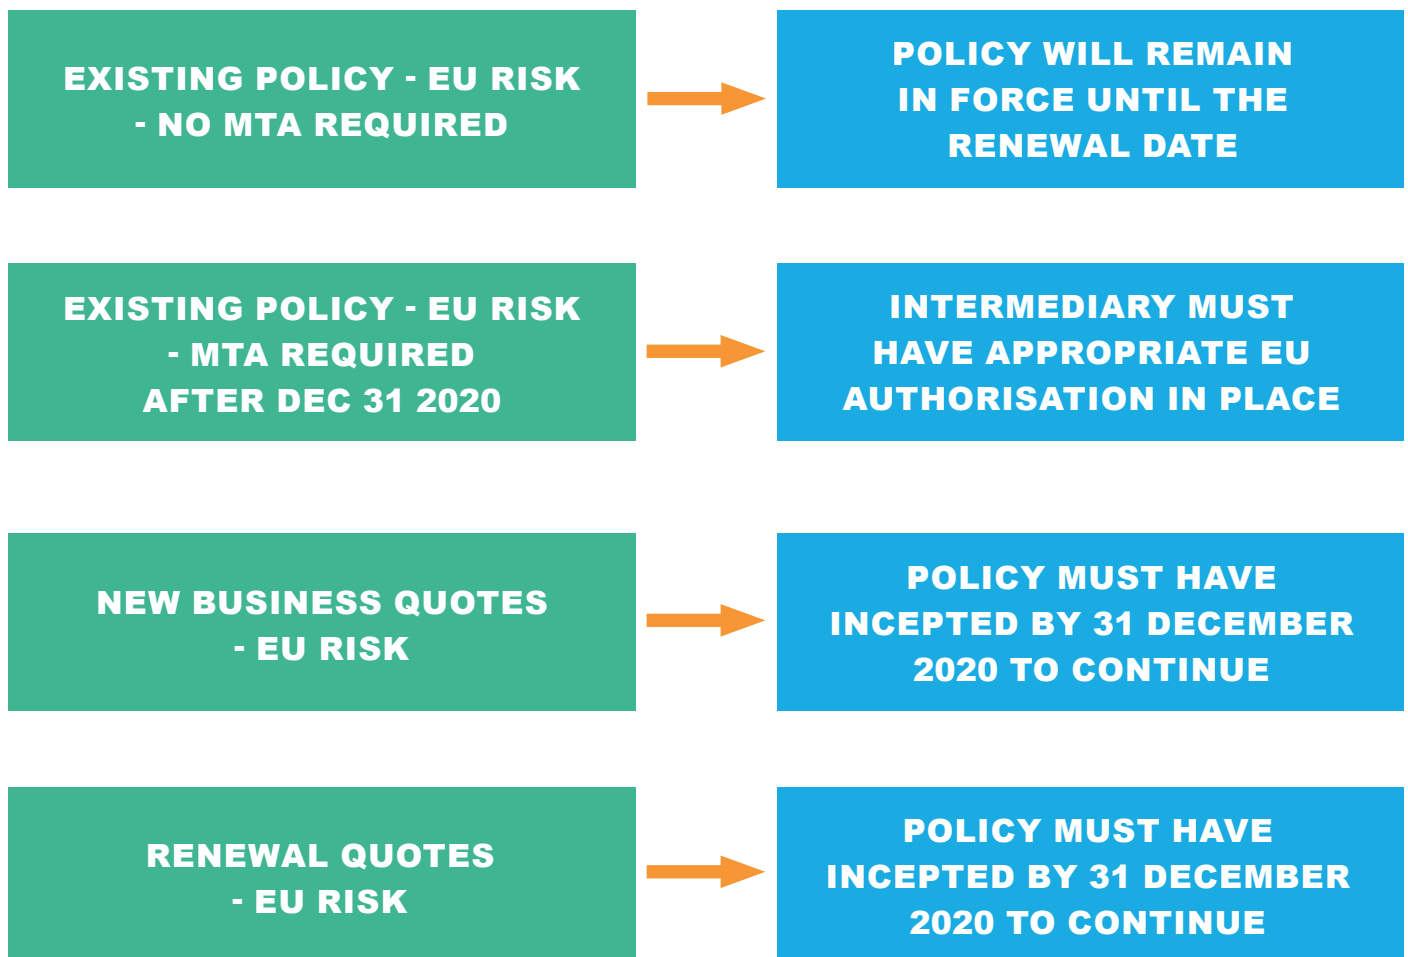 EXISTING POLICY - EU RISK
- NO MTA REQUIRED
POLICY WILL REMAIN
IN FORCE UNTIL THE
RENEWAL DATE
EXISTING POLICY - EU RISK
- MTA REQUIRED
AFTER DEC 31 2020
INTERMEDIARY MUST
HAVE APPROPRIATE EU
AUTHORISATION IN PLACE
NEW BUSINESS QUOTES
- EU RISK
POLICY MUST HAVE
INCEPTED BY 31 DECEMBER
2020 TO CONTINUE
RENEWAL QUOTES
- EU RISK
POLICY MUST HAVE
INCEPTED BY 31 DECEMBER
2020 TO CONTINUE